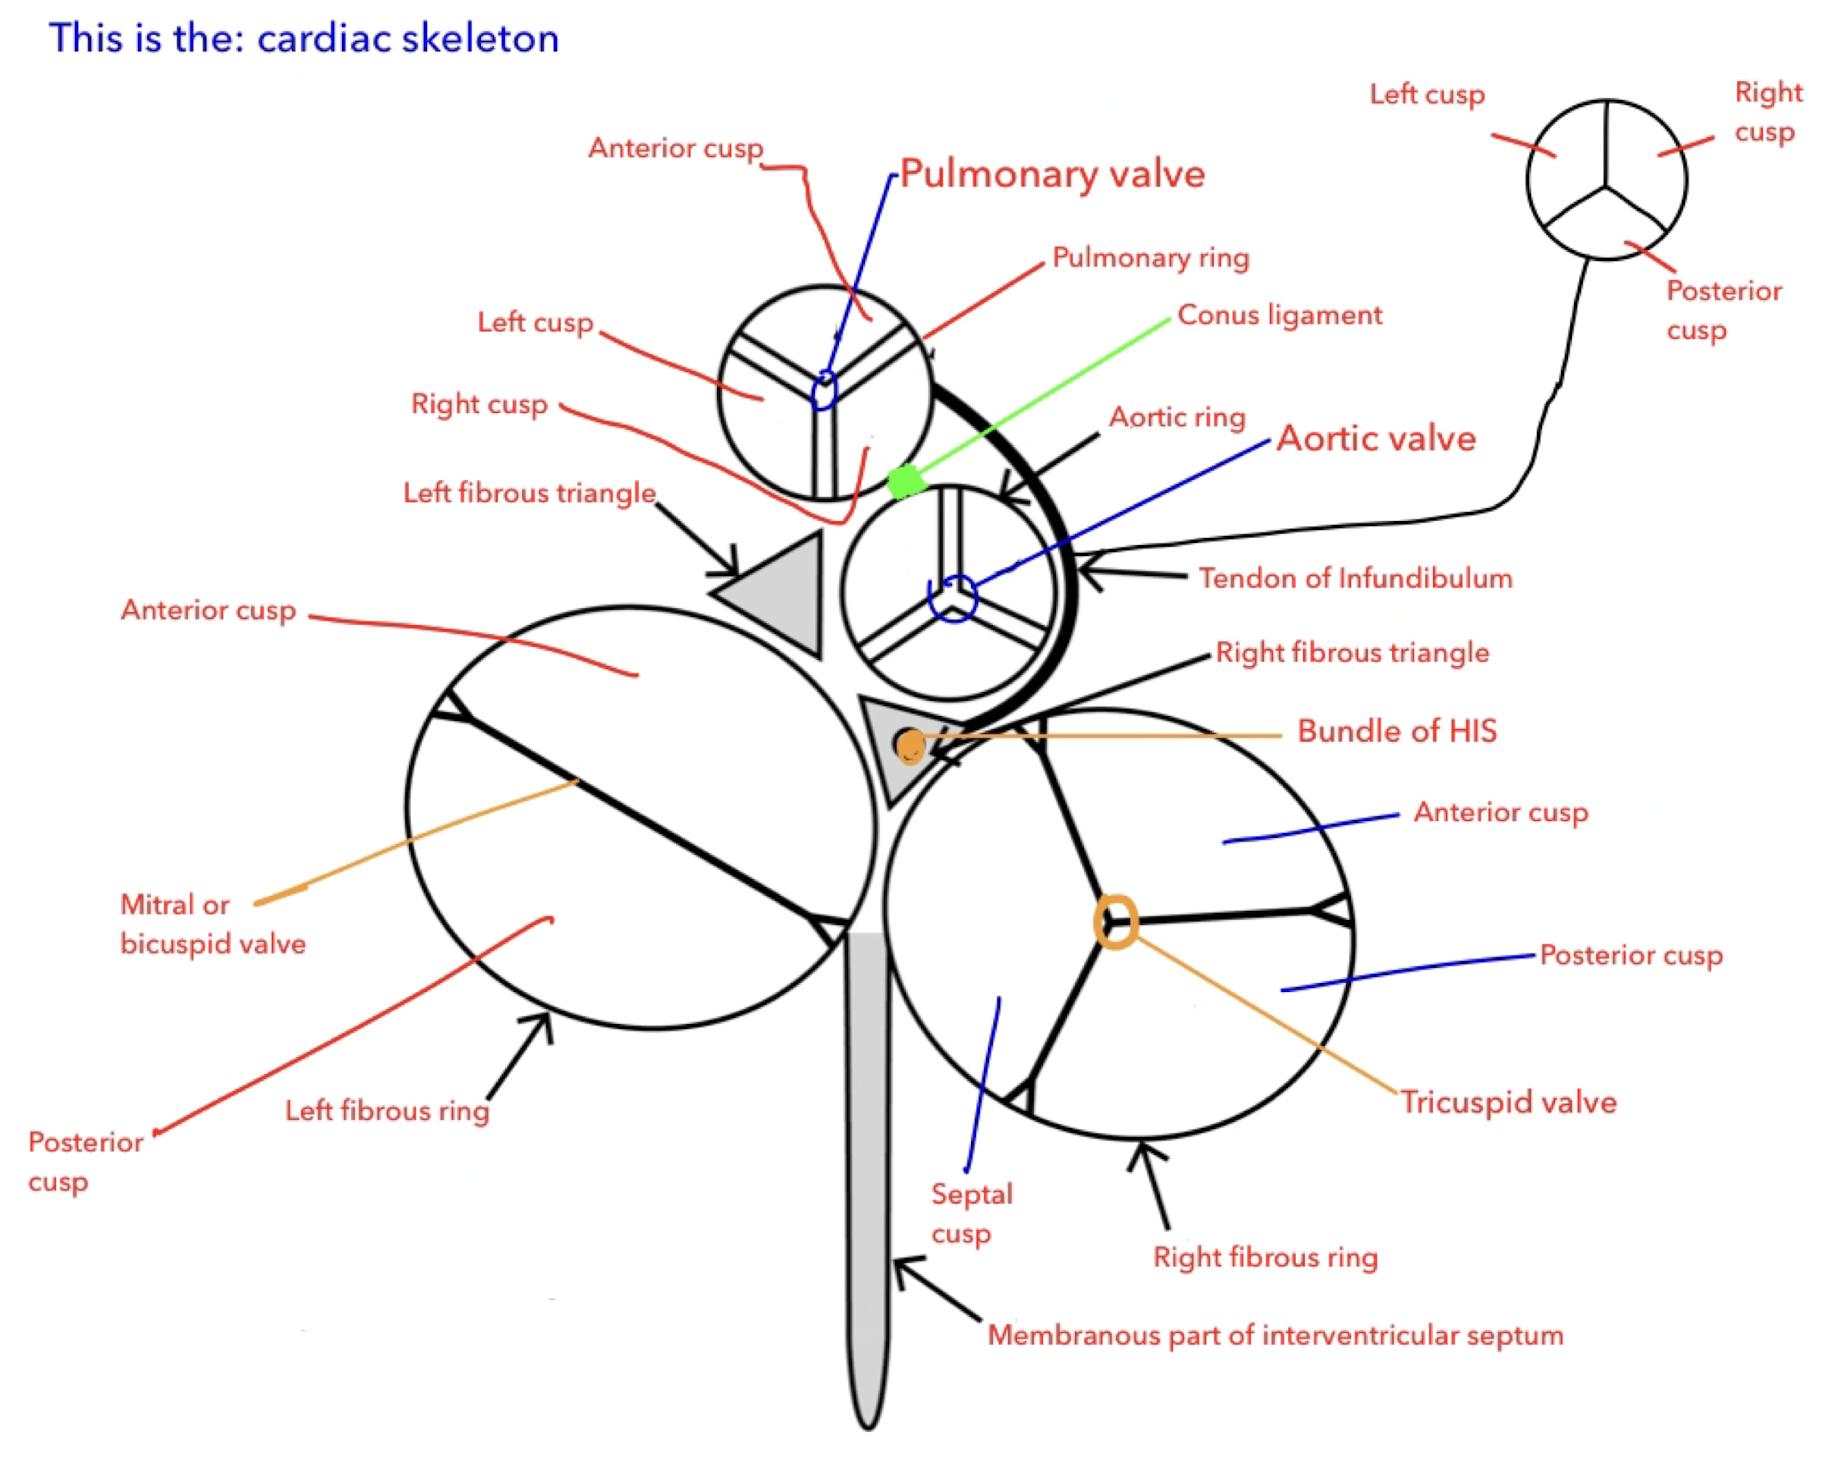 This is the: cardiac skeleton
Left cusp
Right
cusp
Anterior cusp
Pulmonary valve
Pulmonary ring
Posterior
cusp
Left cusp
Conus ligament
Right cusp
Aortic ring
Aortic valve
Left fibrous triangle
Tendon of Infundibulum
Anterior cusp
Right fibrous triangle
Bundle of HIS
Anterior cusp
Mitral or
bicuspid valve
Posterior cusp
Left fibrous ring
Tricuspid valve
Posterior
cusp
Septal
cusp
Right fibrous ring
Membranous part of interventricular septum